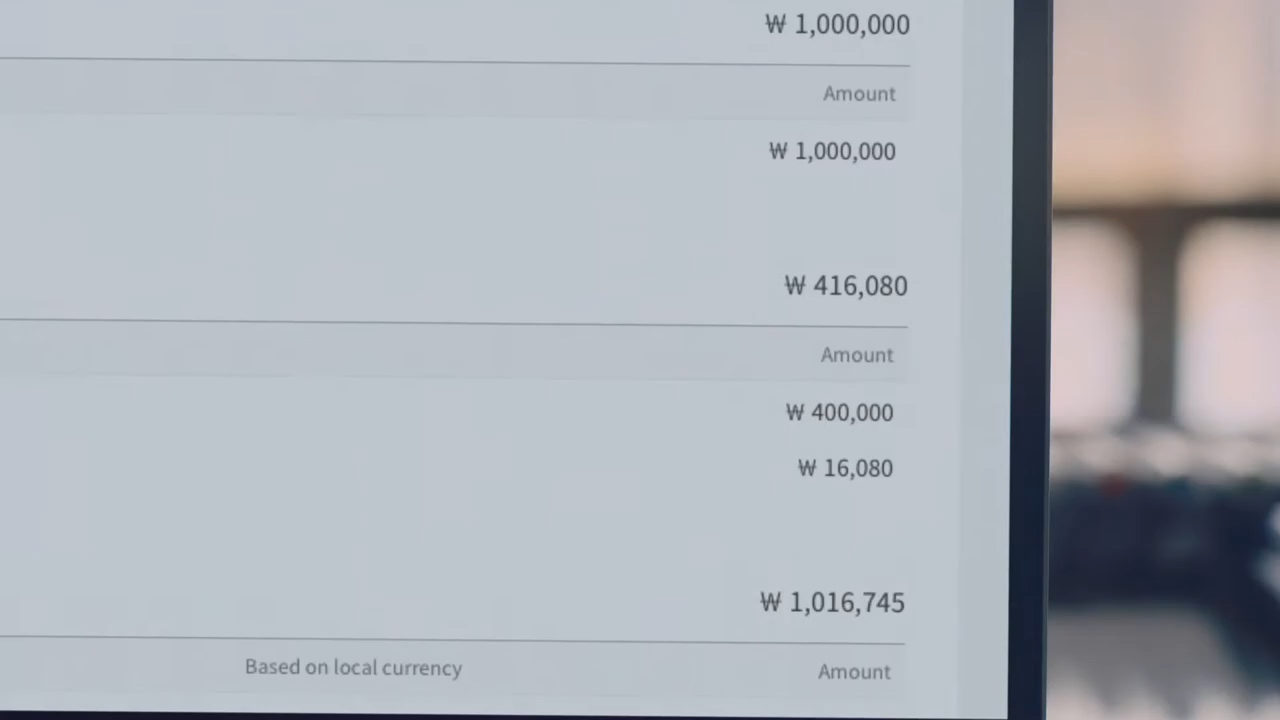 ₩ 1,000,000
Amount
₩ 1,000,000
₩ 416,080
Amount
₩ 400,000
₩ 16,080
₩ 1,016,745
Based on local currency Amount